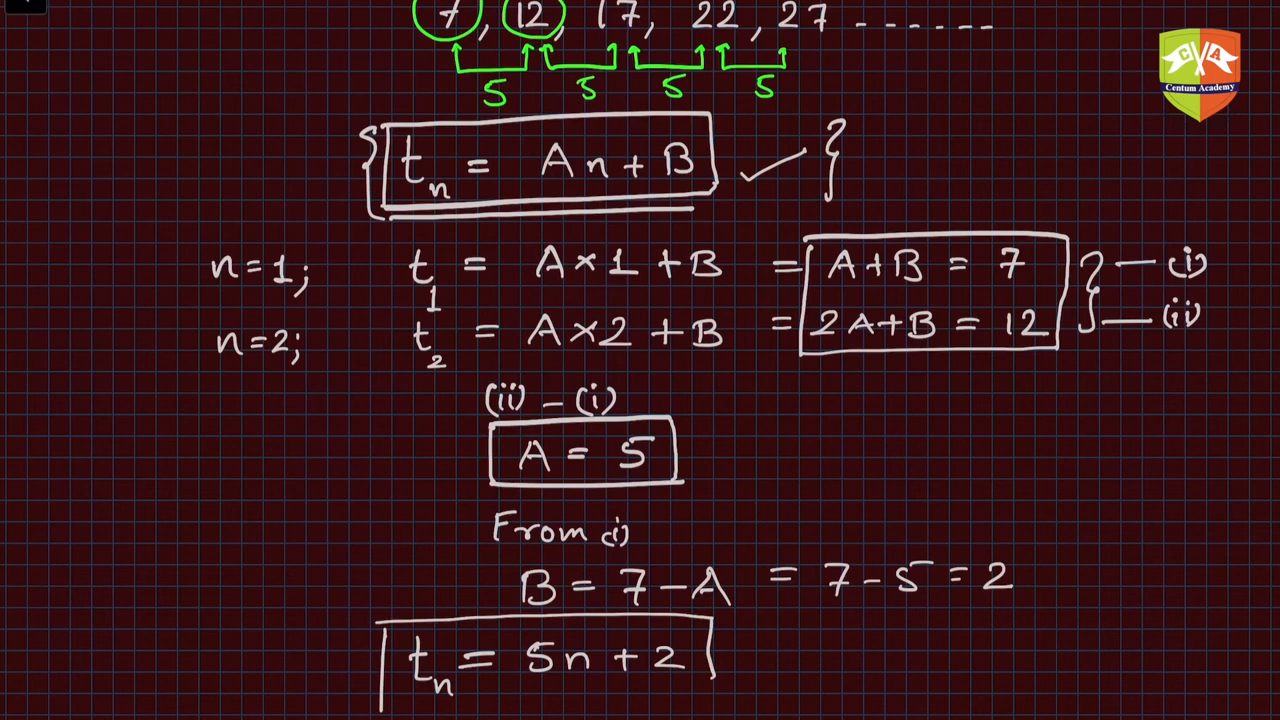 7, 12, 17, 22, 27 ------
5 5 5 5
C A
Centum Academy
{ tₙ = An + B ✓ }
n=1; t₁ = A×1 + B = A+B = 7 } — (i)
n=2; t₂ = A×2 + B = 2A+B = 12 } — (ii)
(ii) – (i)
A = 5
From (i)
B = 7 – A = 7 – 5 = 2
tₙ = 5n + 2